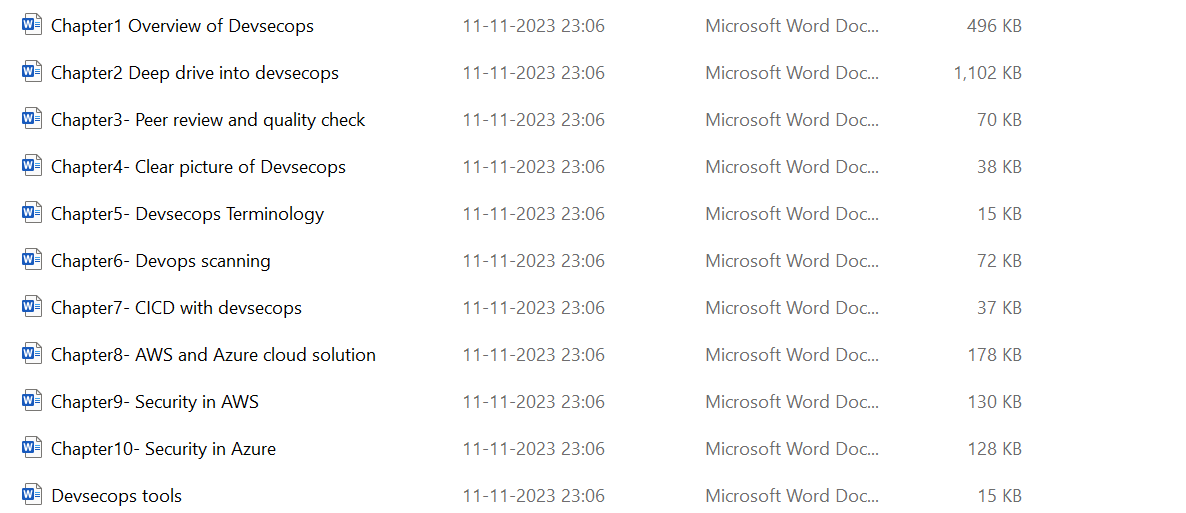 Chapter1 Overview of Devsecops 11-11-2023 23:06 Microsoft Word Doc... 496 KB
Chapter2 Deep drive into devsecops 11-11-2023 23:06 Microsoft Word Doc... 1,102 KB
Chapter3- Peer review and quality check 11-11-2023 23:06 Microsoft Word Doc... 70 KB
Chapter4- Clear picture of Devsecops 11-11-2023 23:06 Microsoft Word Doc... 38 KB
Chapter5- Devsecops Terminology 11-11-2023 23:06 Microsoft Word Doc... 15 KB
Chapter6- Devops scanning 11-11-2023 23:06 Microsoft Word Doc... 72 KB
Chapter7- CICD with devsecops 11-11-2023 23:06 Microsoft Word Doc... 37 KB
Chapter8- AWS and Azure cloud solution 11-11-2023 23:06 Microsoft Word Doc... 178 KB
Chapter9- Security in AWS 11-11-2023 23:06 Microsoft Word Doc... 130 KB
Chapter10- Security in Azure 11-11-2023 23:06 Microsoft Word Doc... 128 KB
Devsecops tools 11-11-2023 23:06 Microsoft Word Doc... 15 KB